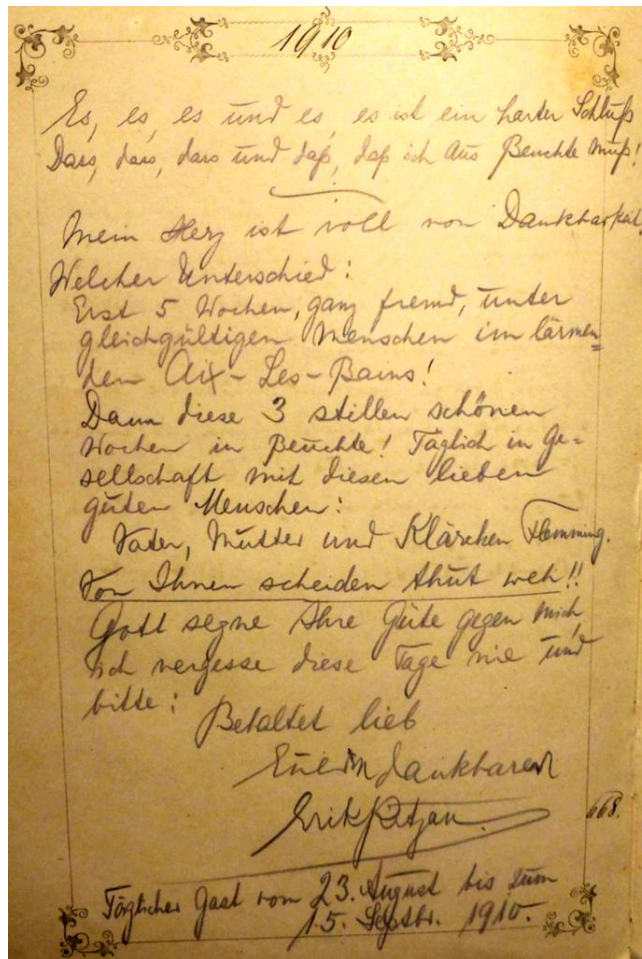 1910
Es, es, es und es, es ist ein harter Schluß
Dass, dass, dass und daß, daß ich aus Beuchte muß!
Mein Herz ist voll von Dankbarkeit.
Welcher Unterschied:
Erst 5 Wochen, ganz fremd, unter
gleichgültigen Menschen im lärmen=
den Aix-Les-Bains!
Dann diese 3 stillen schönen
Wochen in Beuchte! Täglich in Ge=
sellschaft mit diesen lieben
guten Menschen:
Vater, Mutter und Klärchen Flemming.
Von Ihnen scheiden thut weh!!
Gott segne Ihre Güte gegen mich
ich vergesse diese Tage nie und
bitte:
Behaltet lieb
Euern dankbaren
Erik
668.
Täglicher Gast vom 23. August bis zum
15. Septbr. 1910.